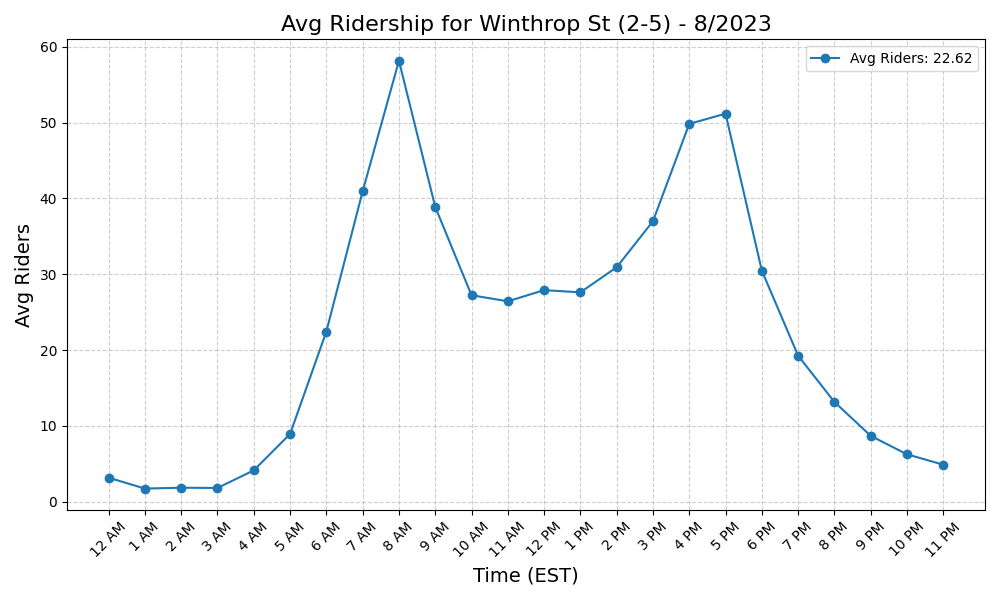 Avg Ridership for Winthrop St (2-5) - 8/2023
Avg Riders: 22.62
Avg Riders
60
50
40
30
20
10
0
12 AM
1 AM
2 AM
3 AM
4 AM
5 AM
6 AM
7 AM
8 AM
9 AM
10 AM
11 AM
12 PM
1 PM
2 PM
3 PM
4 PM
5 PM
6 PM
7 PM
8 PM
9 PM
10 PM
11 PM
Time (EST)